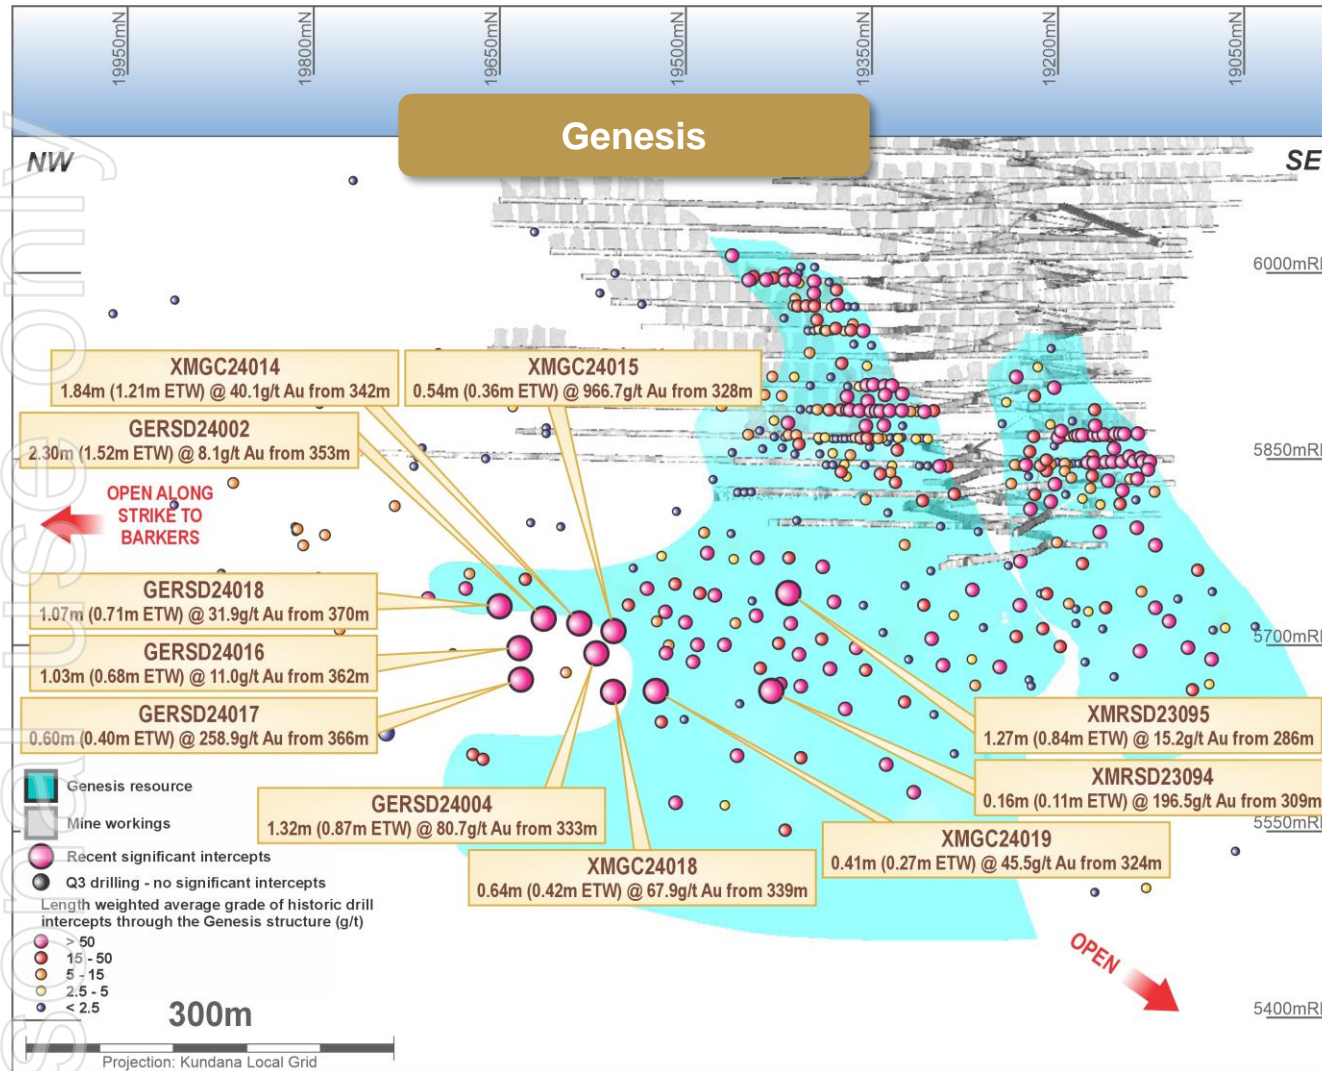 19950mN
19800mN
19650mN
19500mN
19350mN
19200mN
19050mN
Genesis
NW
SE
6000mRL
XMGC24014
1.84m (1.21m ETW) @ 40.1g/t Au from 342m
XMGC24015
0.54m (0.36m ETW) @ 966.7g/t Au from 328m
GERSD24002
2.30m (1.52m ETW) @ 8.1g/t Au from 353m
5850mRL
OPEN ALONG
STRIKE TO
BARKERS
GERSD24018
1.07m (0.71m ETW) @ 31.9g/t Au from 370m
GERSD24016
1.03m (0.68m ETW) @ 11.0g/t Au from 362m
5700mRL
GERSD24017
0.60m (0.40m ETW) @ 258.9g/t Au from 366m
XMRSD23095
1.27m (0.84m ETW) @ 15.2g/t Au from 286m
XMRSD23094
0.16m (0.11m ETW) @ 196.5g/t Au from 309m
GERSD24004
1.32m (0.87m ETW) @ 80.7g/t Au from 333m
5550mRL
XMGC24019
0.41m (0.27m ETW) @ 45.5g/t Au from 324m
XMGC24018
0.64m (0.42m ETW) @ 67.9g/t Au from 339m
Genesis resource
Mine workings
Recent significant intercepts
Q3 drilling - no significant intercepts
Length weighted average grade of historic drill
intercepts through the Genesis structure (g/t)
> 50
15 - 50
5 - 15
2.5 - 5
< 2.5
OPEN
5400mRL
300m
Projection: Kundana Local Grid
sonal use only